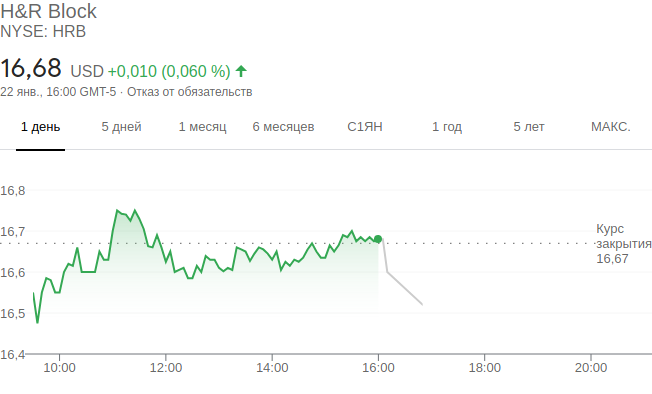 H&R Block
NYSE: HRB
16,68 USD +0,010 (0,060 %)
22 янв., 16:00 GMT-5 · Отказ от обязательств
1 день 5 дней 1 месяц 6 месяцев С1ЯН 1 год 5 лет МАКС.
16,8
16,7
16,6
16,5
16,4
Курс
закрытия
16,67
10:00 12:00 14:00 16:00 18:00 20:00